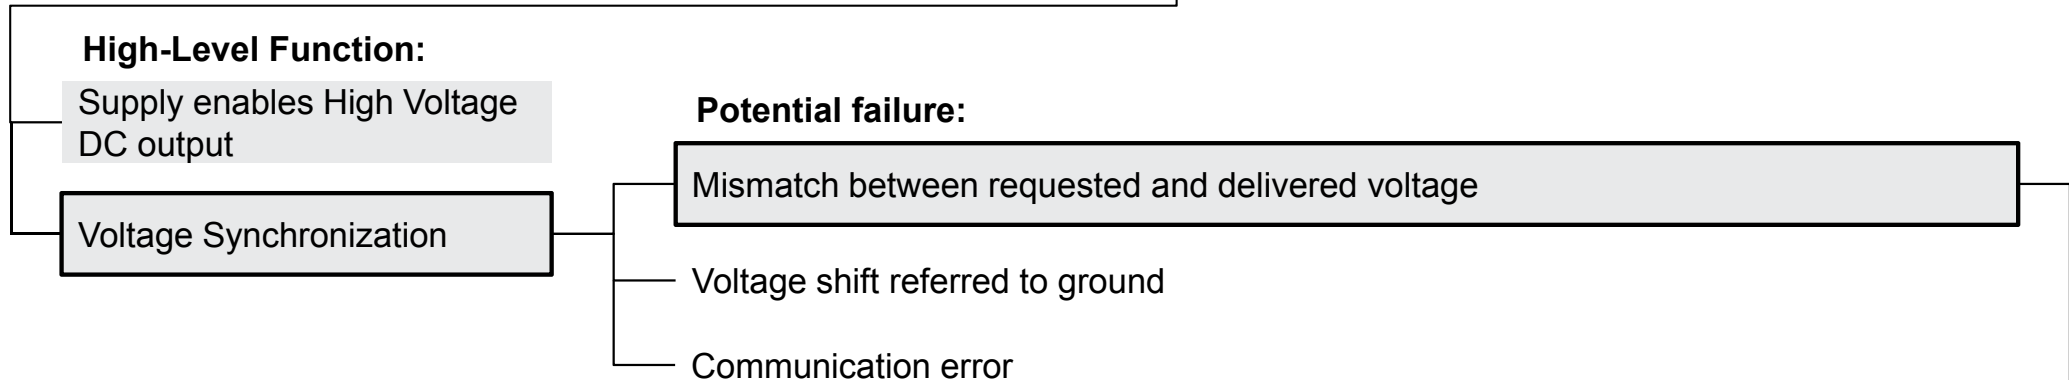 High-Level Function:
Supply enables High Voltage
DC output
Potential failure:
Mismatch between requested and delivered voltage
Voltage Synchronization
Voltage shift referred to ground
Communication error